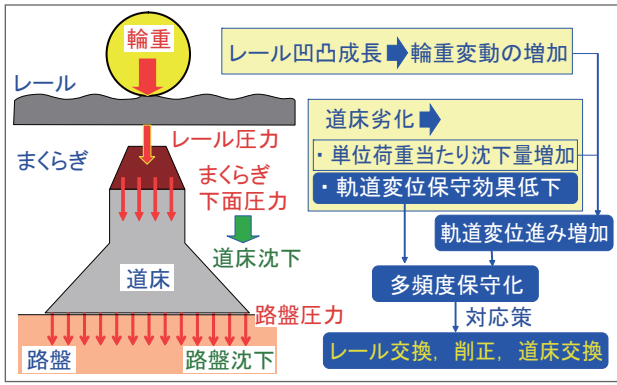 輪重
レール
レール圧力
まくらぎ
まくらぎ
下面圧力
道床沈下
道床
路盤圧力
路盤
路盤沈下
レール凹凸成長
輪重変動の増加
道床劣化
・単位荷重当たり沈下量増加
・軌道変位保守効果低下
軌道変位進み増加
多頻度保守化
対応策
レール交換，削正，道床交換